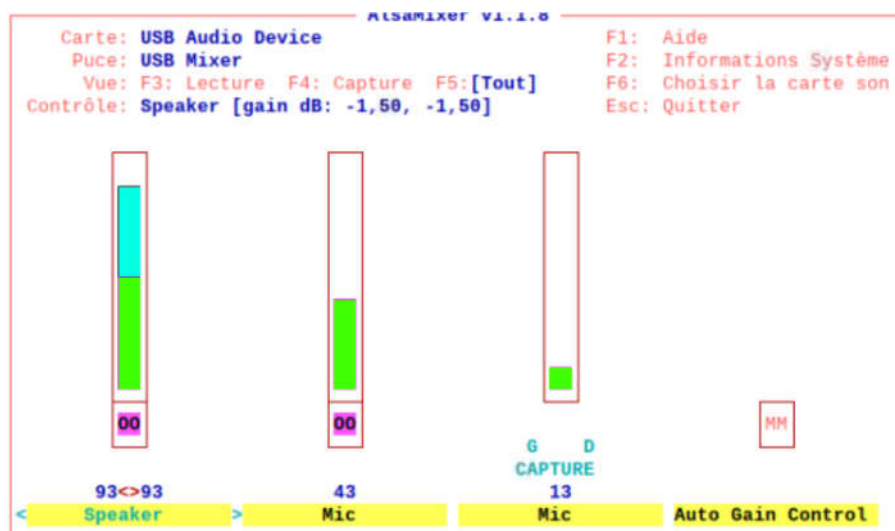 AlsaMixer v1.1.8
Carte: USB Audio Device F1: Aide
Puce: USB Mixer F2: Informations Système
Vue: F3: Lecture F4: Capture F5:[Tout] F6: Choisir la carte son
Contrôle: Speaker [gain dB: -1,50, -1,50] Esc: Quitter
OO OO MM
G D
CAPTURE
93<>93 43 13
< Speaker > Mic Mic Auto Gain Control